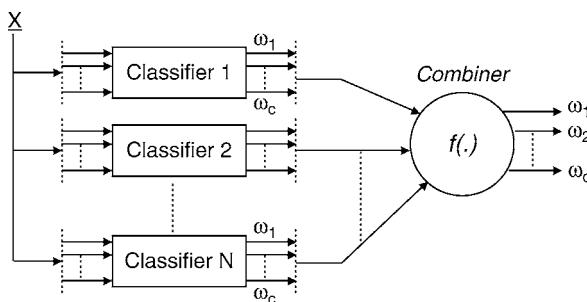 X
ω1
Classifier 1
ωc
Combiner
Classifier 2
f(.)
ω1
ω2
ωc
ω1
Classifier N
ωc